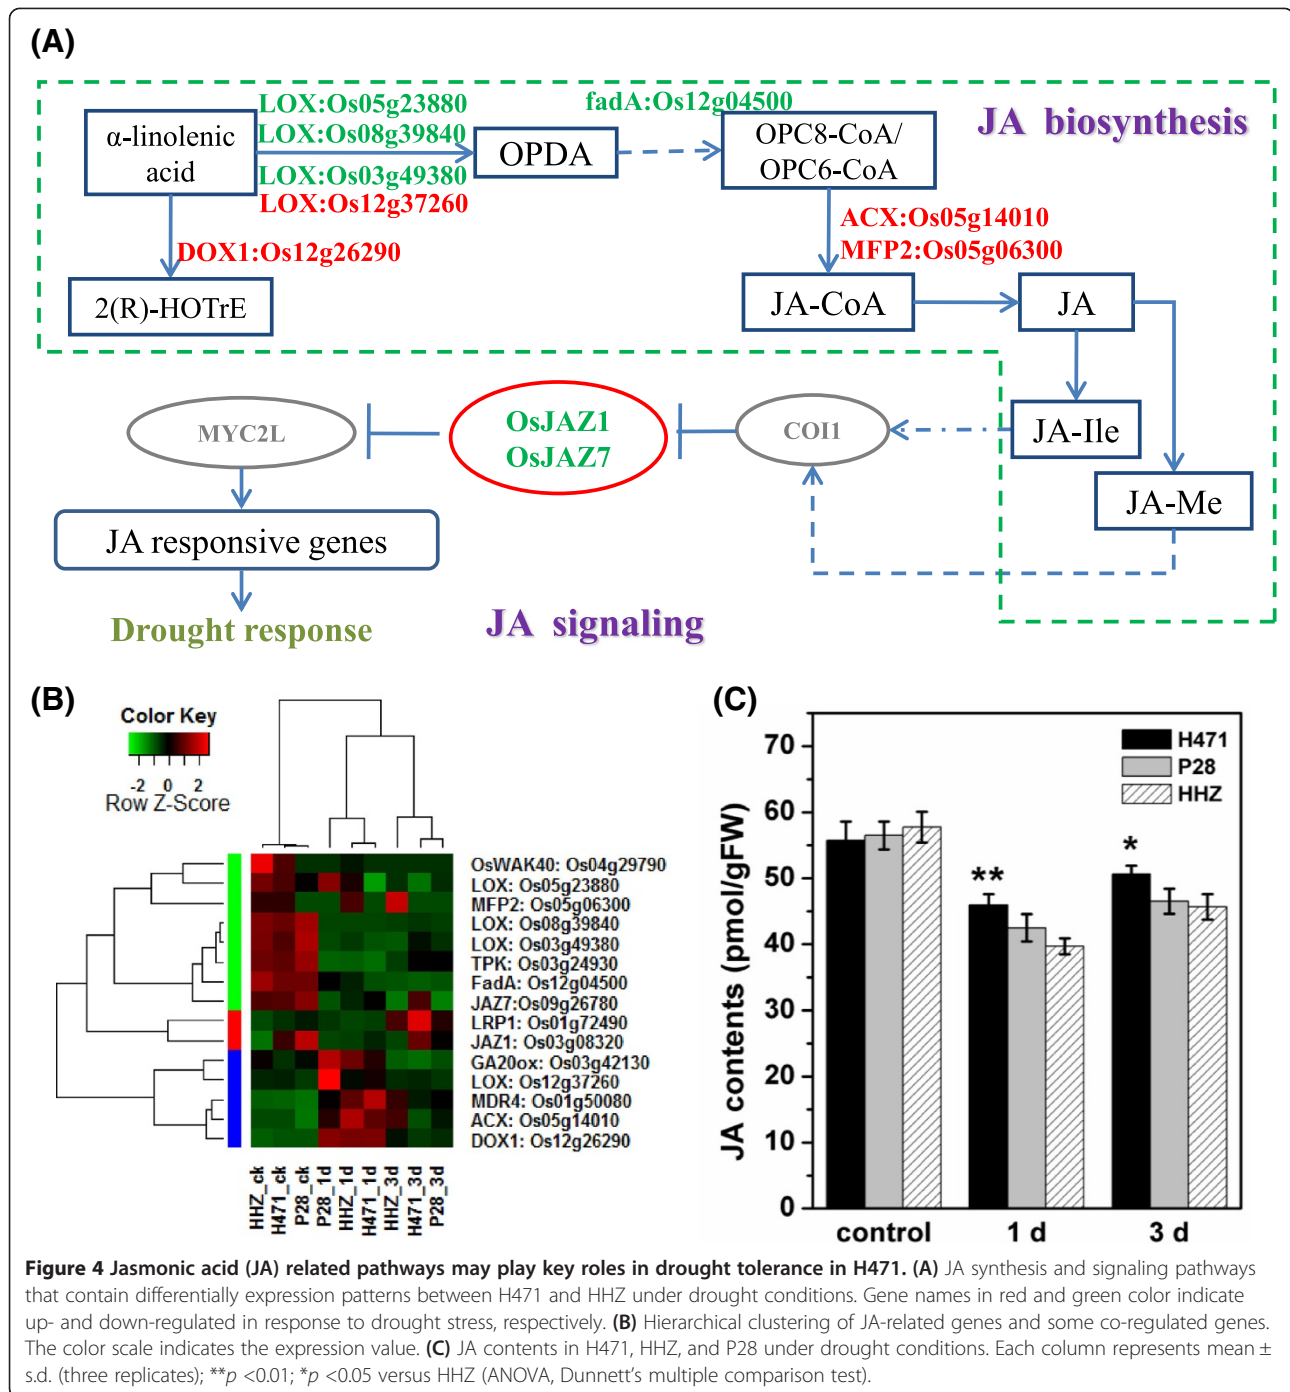 (A)
LOX:Os05g23880
fadA:Os12g04500
JA biosynthesis
α-linolenic
acid
LOX:Os08g39840
OPDA
OPC8-CoA/
OPC6-CoA
LOX:Os03g49380
LOX:Os12g37260
ACX:Os05g14010
DOX1:Os12g26290
MFP2:Os05g06300
2(R)-HOTrE
JA-CoA
JA
MYC2L
OsJAZ1
OsJAZ7
COI1
JA-Ile
JA-Me
JA responsive genes
Drought response
JA signaling
(B)
Color Key
-2 0 2
Row Z-Score
OsWAK40: Os04g29790
LOX: Os05g23880
MFP2: Os05g06300
LOX: Os08g39840
LOX: Os03g49380
TPK: Os03g24930
FadA: Os12g04500
JAZ7:Os09g26780
LRP1: Os01g72490
JAZ1: Os03g08320
GA20ox: Os03g42130
LOX: Os12g37260
MDR4: Os01g50080
ACX: Os05g14010
DOX1: Os12g26290
HHZ_ck
H471_ck
P28_ck
P28_1d
HHZ_1d
H471_1d
HHZ_3d
H471_3d
P28_3d
(C)
JA contents (pmol/gFW)
70
60
50
40
30
20
10
0
H471
P28
HHZ
**
*
control 1 d 3 d
Figure 4 Jasmonic acid (JA) related pathways may play key roles in drought tolerance in H471. (A) JA synthesis and signaling pathways
that contain differentially expression patterns between H471 and HHZ under drought conditions. Gene names in red and green color indicate
up- and down-regulated in response to drought stress, respectively. (B) Hierarchical clustering of JA-related genes and some co-regulated genes.
The color scale indicates the expression value. (C) JA contents in H471, HHZ, and P28 under drought conditions. Each column represents mean ±
s.d. (three replicates); **p <0.01; *p <0.05 versus HHZ (ANOVA, Dunnett's multiple comparison test).